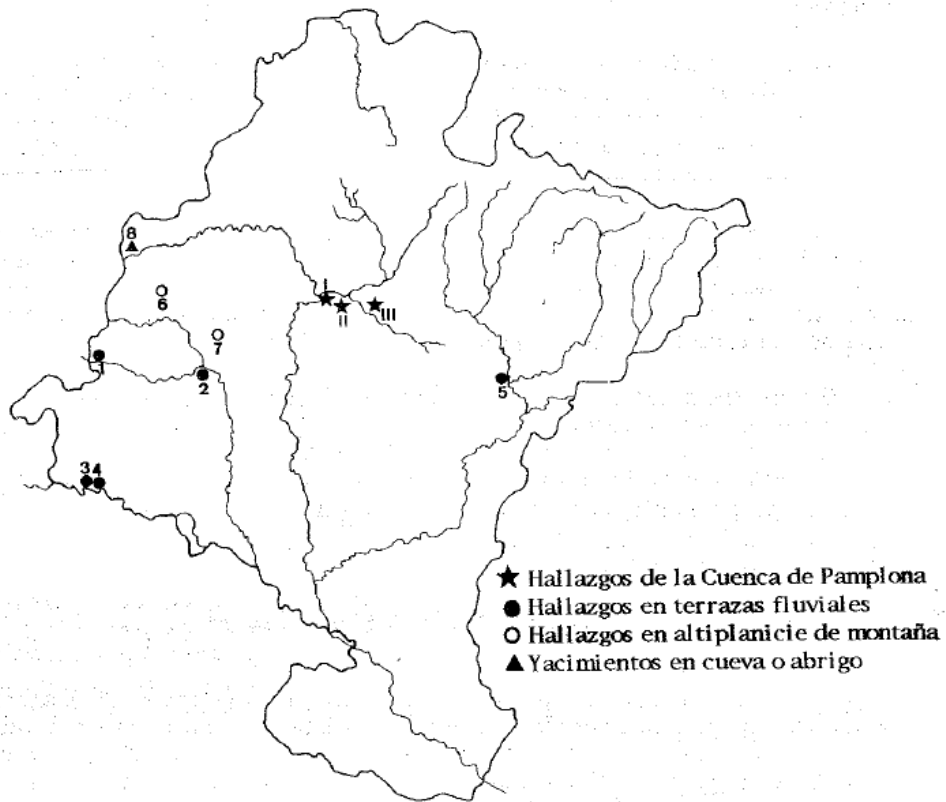 8
6
I
II
III
7
1
2
5
3 4
★ Hallazgos de la Cuenca de Pamplona
● Hallazgos en terrazas fluviales
○ Hallazgos en altiplanicie de montaña
▲ Yacimientos en cueva o abrigo